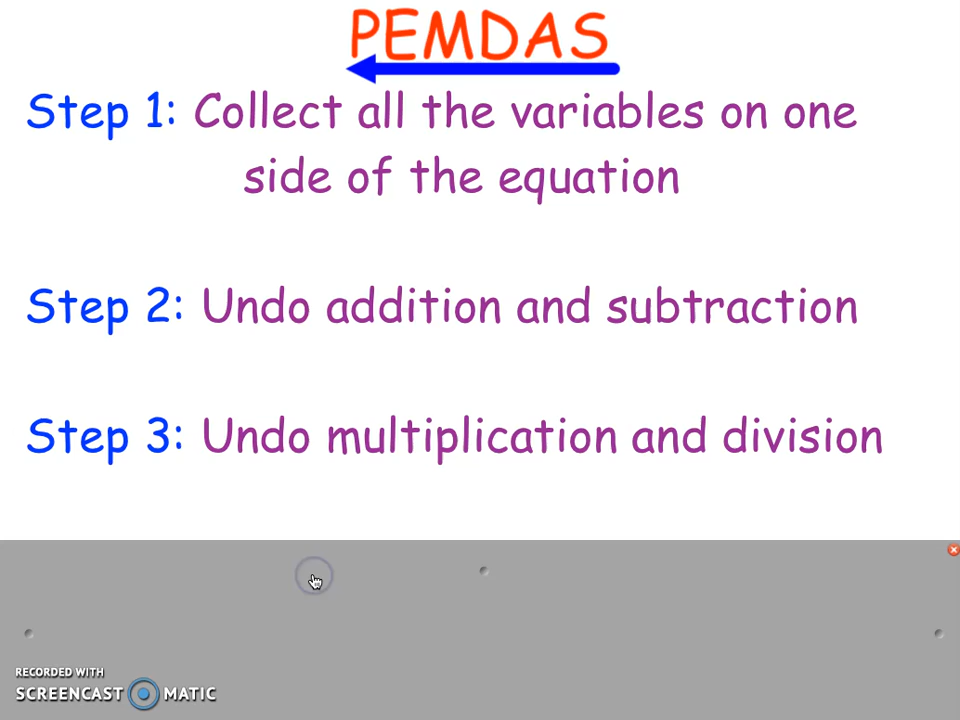 PEMDAS
Step 1: Collect all the variables on one
side of the equation
Step 2: Undo addition and subtraction
Step 3: Undo multiplication and division
RECORDED WITH
SCREENCAST MATIC